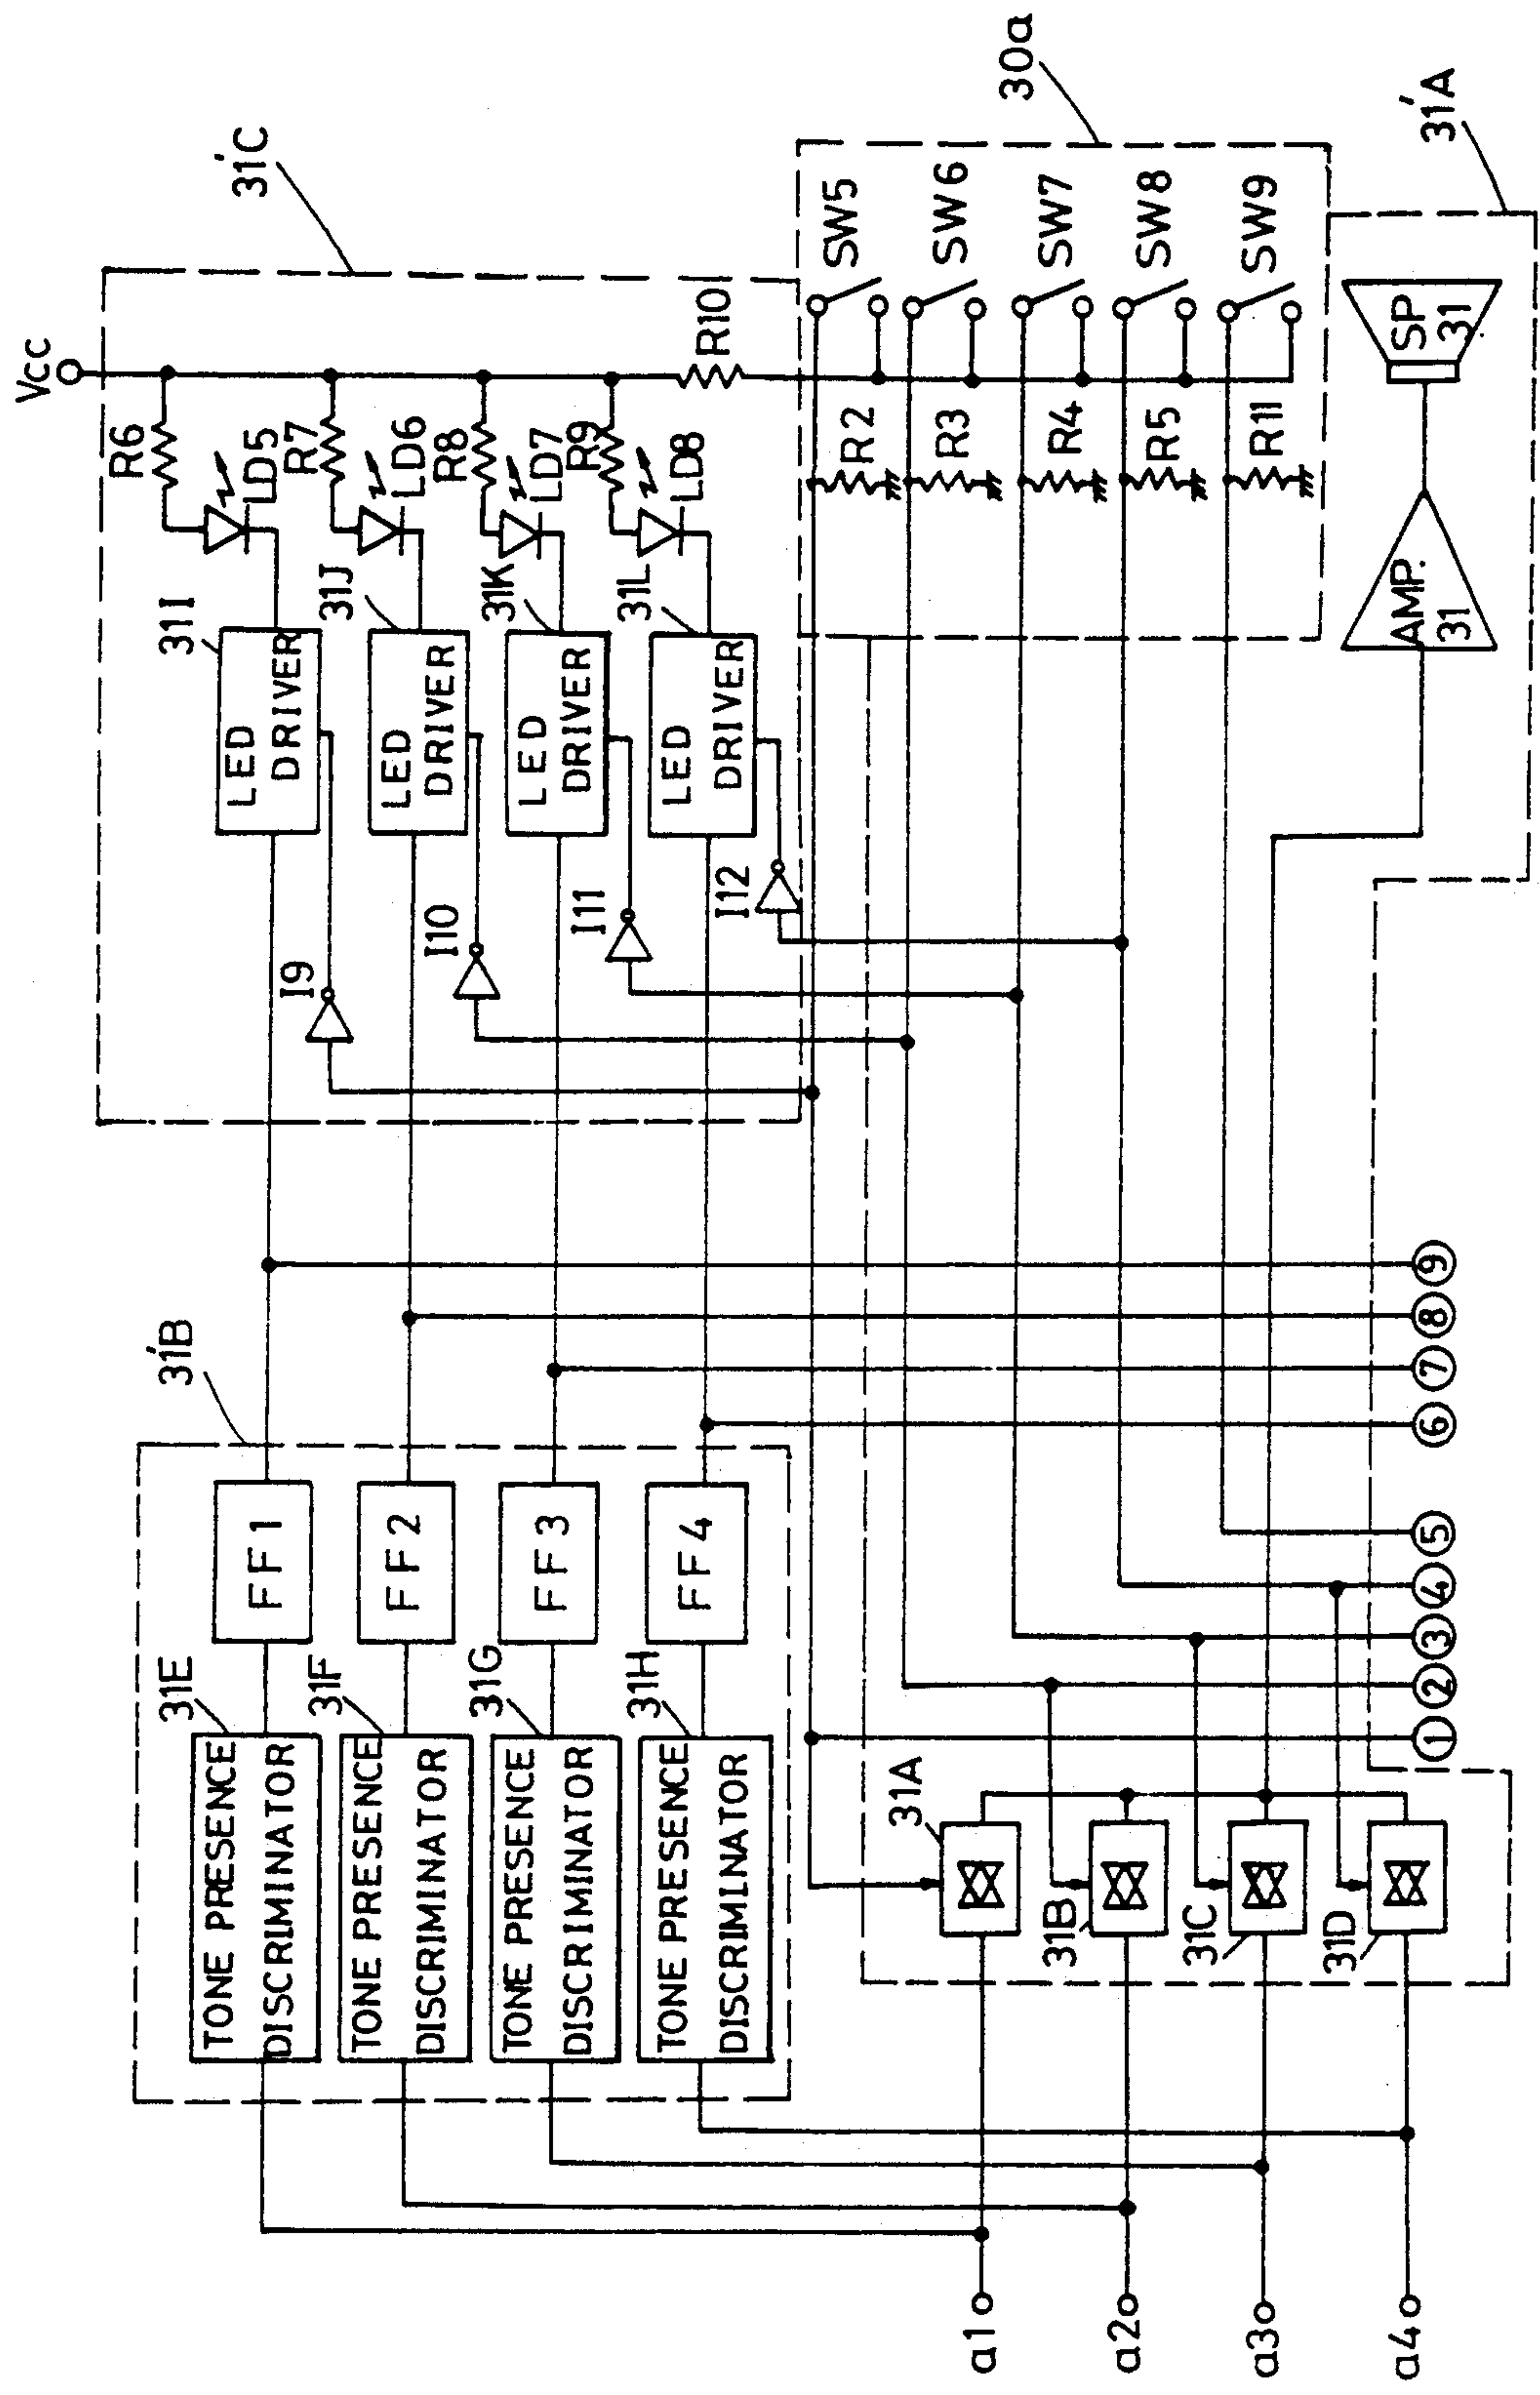 Vcc
31'C
R6
LD5
R7
LD6
R8
LD7
R9
LD8
R10
31I
LED
DRIVER
31J
LED
DRIVER
31K
LED
DRIVER
31L
LED
DRIVER
I9
I10
I11
I12
30a
SW5
SW6
SW7
SW8
SW9
R2
R3
R4
R5
R11
31'A
SP
31
AMP.
31
31'B
FF1
FF2
FF3
FF4
31E
TONE PRESENCE
DISCRIMINATOR
31F
TONE PRESENCE
DISCRIMINATOR
31G
TONE PRESENCE
DISCRIMINATOR
31H
TONE PRESENCE
DISCRIMINATOR
31A
31B
31C
31D
①
②
③
④
⑤
⑥
⑦
⑧
⑨
a1
a2
a3
a4